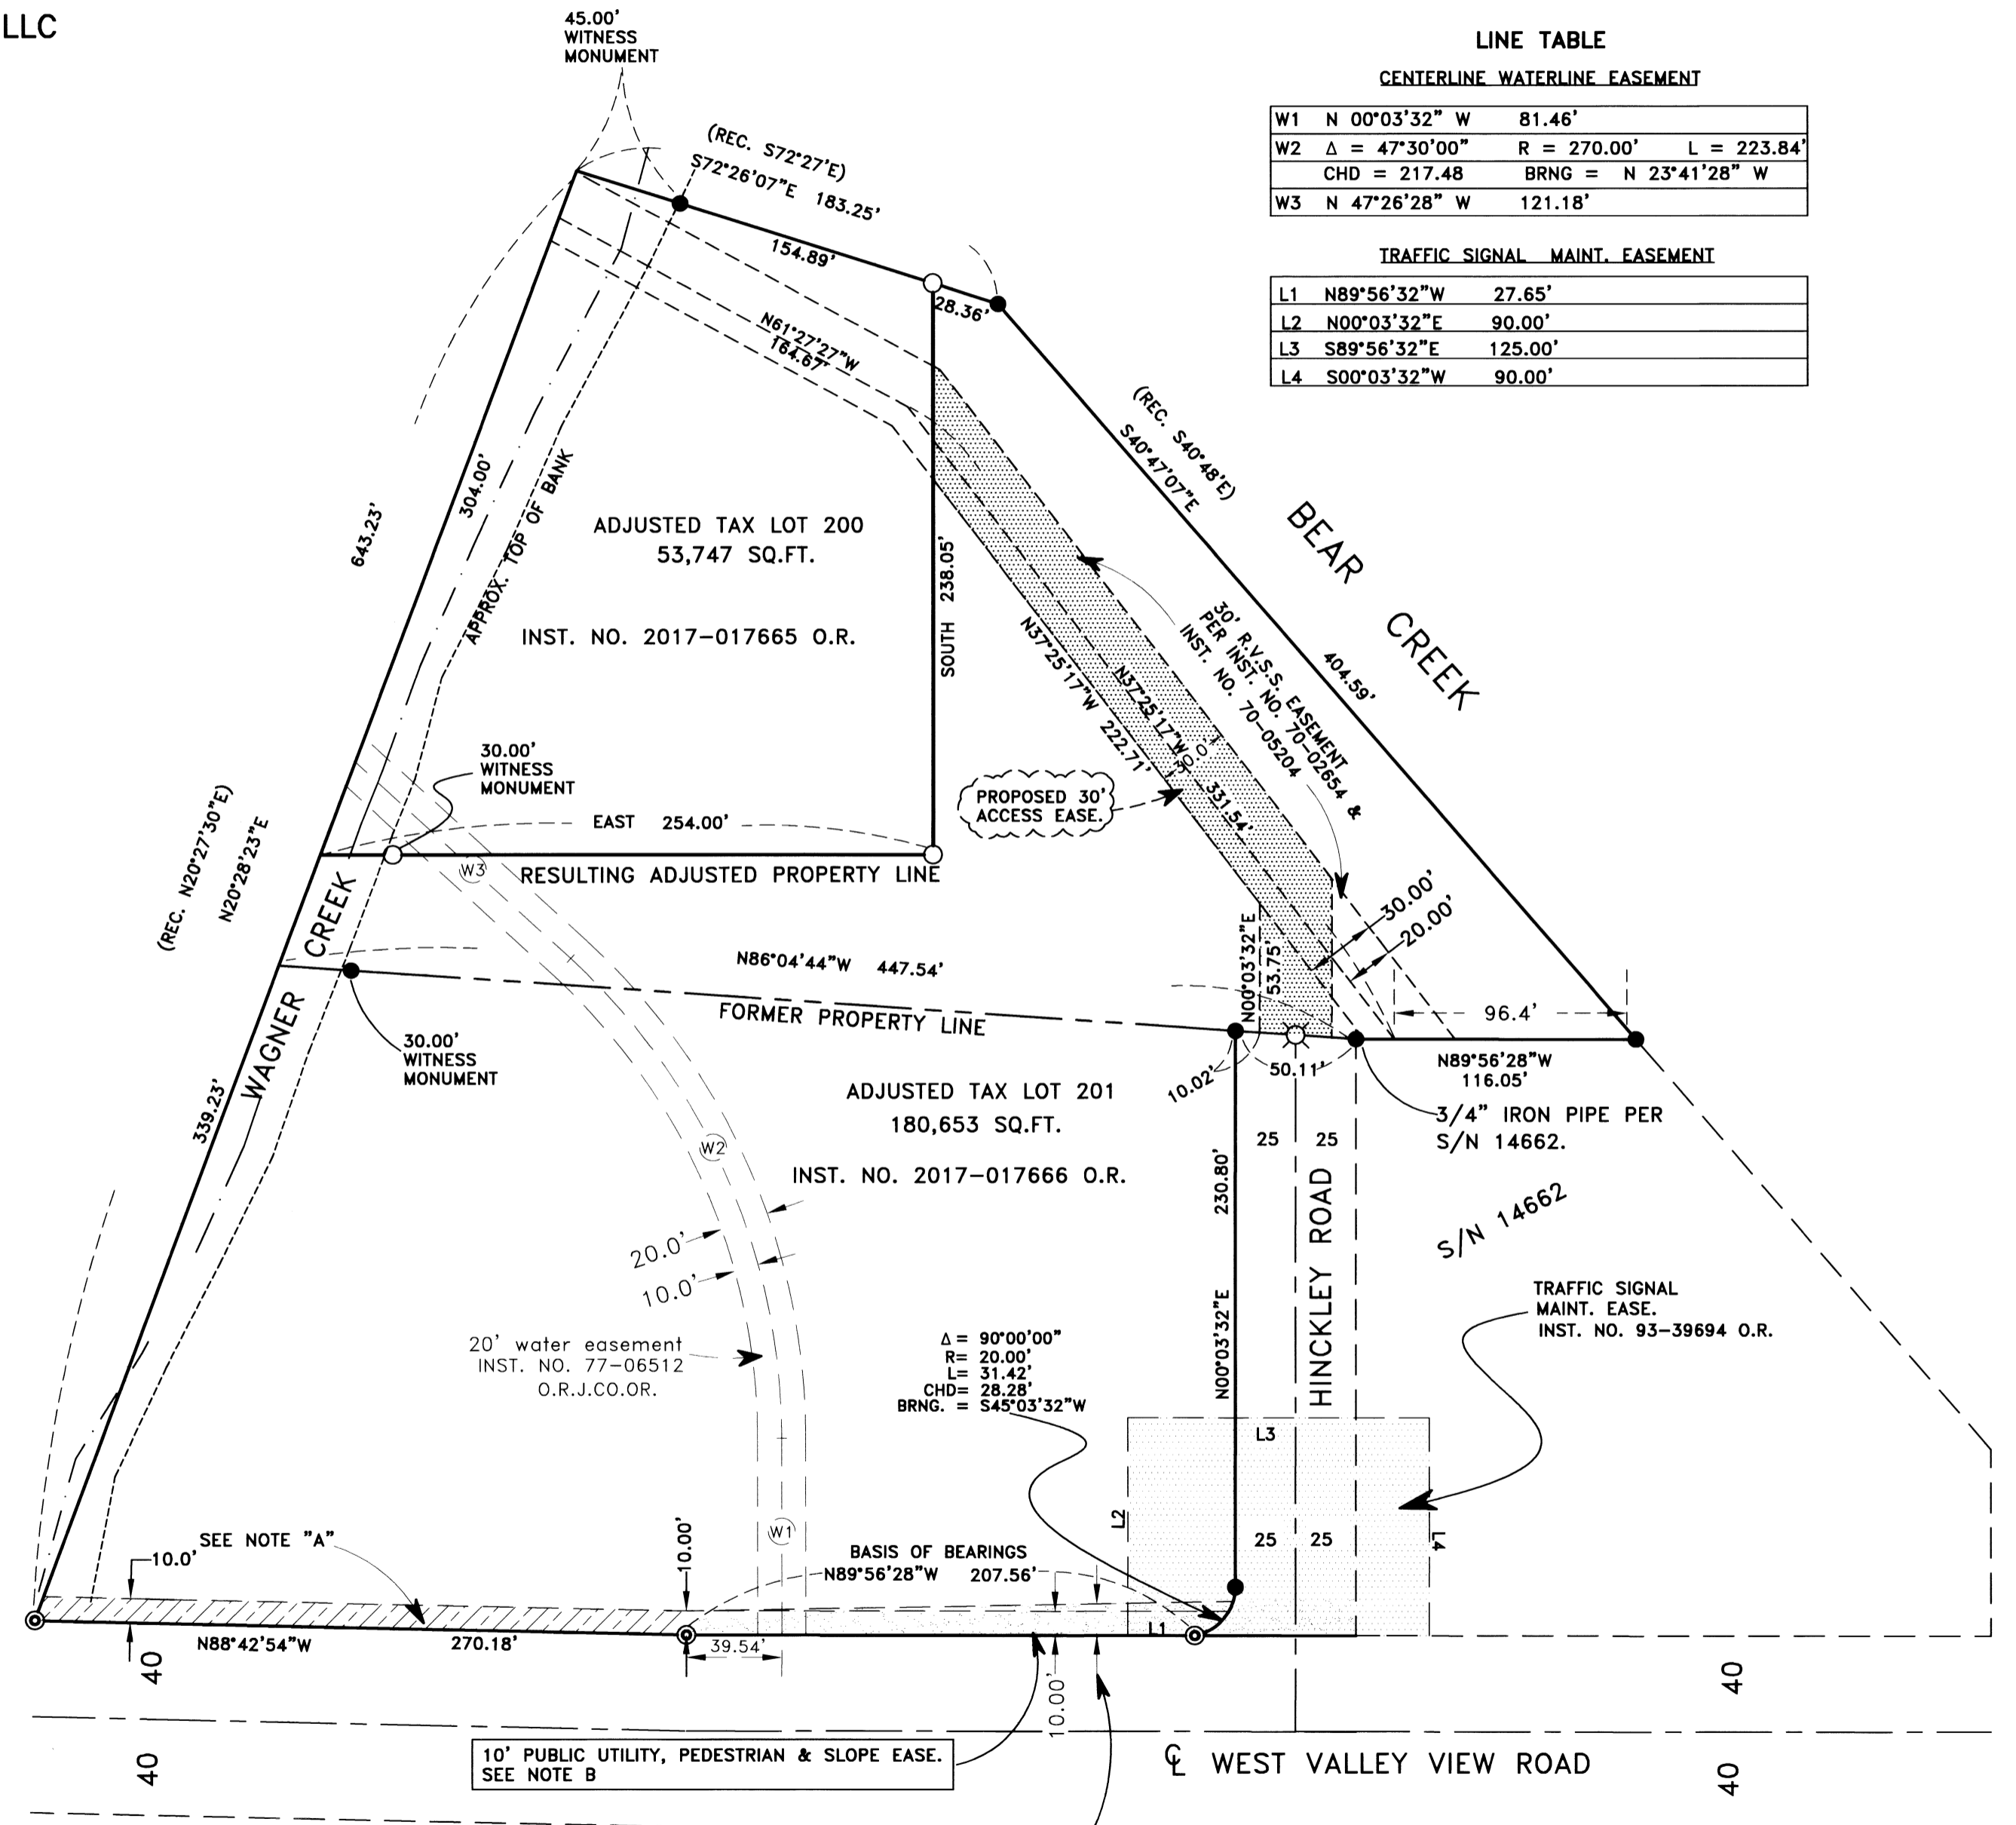 LLC
45.00'
WITNESS
MONUMENT
LINE TABLE
CENTERLINE WATERLINE EASEMENT
W1 N 00°03'32" W 81.46'
W2 Δ = 47°30'00" R = 270.00' L = 223.84'
CHD = 217.48 BRNG = N 23°41'28" W
W3 N 47°26'28" W 121.18'
TRAFFIC SIGNAL MAINT. EASEMENT
L1 N89°56'32"W 27.65'
L2 N00°03'32"E 90.00'
L3 S89°56'32"E 125.00'
L4 S00°03'32"W 90.00'
(REC. S72°27'E)
S72°26'07"E 183.25'
154.89'
28.36'
N61°27'27"W
164.67'
(REC. S40°48'E)
S40°47'07"E
404.59'
BEAR CREEK
643.23'
304.00'
APPROX. TOP OF BANK
ADJUSTED TAX LOT 200
53,747 SQ.FT.
INST. NO. 2017-017665 O.R.
SOUTH 238.05'
N37°25'17"W 222.71'
N37°25'17"W 331.54'
30' R.V.S.S. EASEMENT
PER INST. NO. 70-02654 &
INST. NO. 70-05204
PROPOSED 30'
ACCESS EASE.
30.00'
WITNESS
MONUMENT
EAST 254.00'
RESULTING ADJUSTED PROPERTY LINE
W3
(REC. N20°27'30"E)
N20°28'23"E
WAGNER CREEK
339.23'
N86°04'44"W 447.54'
FORMER PROPERTY LINE
30.00'
WITNESS
MONUMENT
N00°03'32"E
53.75'
30.00'
20.00'
96.4'
N89°56'28"W
116.05'
10.02'
50.11'
3/4" IRON PIPE PER
S/N 14662.
ADJUSTED TAX LOT 201
180,653 SQ.FT.
INST. NO. 2017-017666 O.R.
25 25
W2
20.0'
10.0'
230.80'
N00°03'32"E
HINCKLEY ROAD
S/N 14662
TRAFFIC SIGNAL
MAINT. EASE.
INST. NO. 93-39694 O.R.
20' water easement
INST. NO. 77-06512
O.R.J.CO.OR.
Δ= 90°00'00"
R= 20.00'
L= 31.42'
CHD= 28.28'
BRNG. = S45°03'32"W
L3
L2
L4
25 25
W1
SEE NOTE "A"
10.0'
10.00'
BASIS OF BEARINGS
N89°56'28"W 207.56'
L1
N88°42'54"W 270.18'
39.54'
10.00'
40
40
40
40
10' PUBLIC UTILITY, PEDESTRIAN & SLOPE EASE.
SEE NOTE B
℄ WEST VALLEY VIEW ROAD